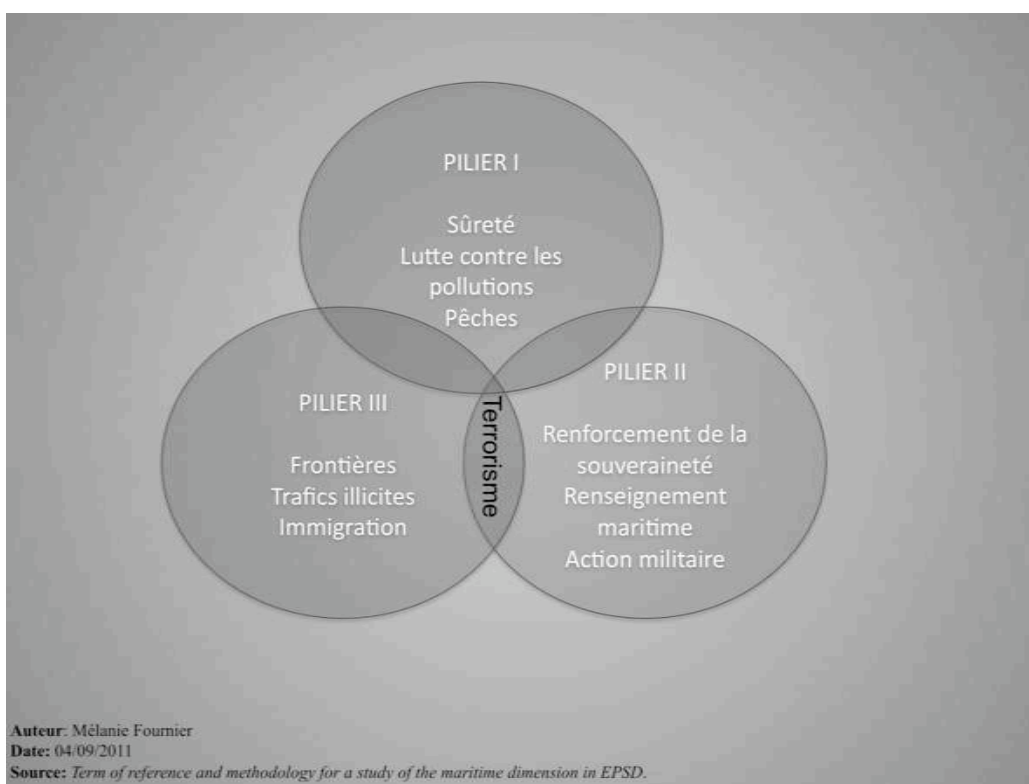 PILIER I
Sûreté
Lutte contre les
pollutions
Pêches
PILIER III
Frontières
Trafics illicites
Immigration
Terrorisme
PILIER II
Renforcement de la
souveraineté
Renseignement
maritime
Action militaire
Auteur: Mélanie Fournier
Date: 04/09/2011
Source: Term of reference and methodology for a study of the maritime dimension in EPSD.